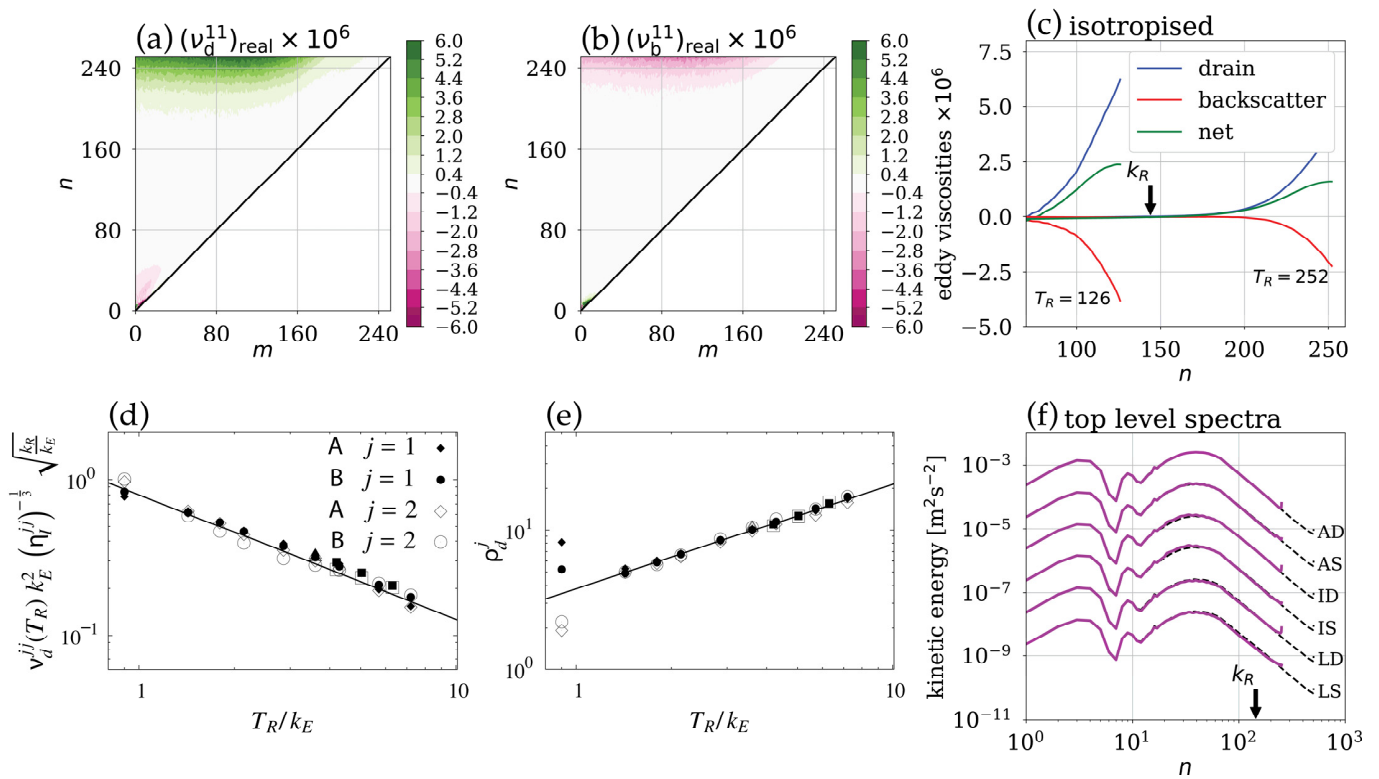 (a) (ν_d^11)_real × 10^6
6.0
5.2
4.4
3.6
2.8
2.0
1.2
0.4
−0.4
−1.2
−2.0
−2.8
−3.6
−4.4
−5.2
−6.0
240
160
80
0
n
0 80 160 240
m
(b) (ν_b^11)_real × 10^6
6.0
5.2
4.4
3.6
2.8
2.0
1.2
0.4
−0.4
−1.2
−2.0
−2.8
−3.6
−4.4
−5.2
−6.0
240
160
80
0
n
0 80 160 240
m
(c) isotropised
eddy viscosities ×10^6
7.5
5.0
2.5
0.0
−2.5
−5.0
drain
backscatter
net
k_R
T_R = 126
T_R = 252
100 150 200 250
n
(d)
ν_d^jj(T_R) k_E^2 (η_I^jj)^−1/3 √k_R/k_E
10^0
10^−1
A j = 1
B j = 1
A j = 2
B j = 2
1 10
T_R/k_E
(e)
ρ_d^j
10^1
10^0
1 10
T_R/k_E
(f) top level spectra
kinetic energy [m^2s^−2]
10^−3
10^−5
10^−7
10^−9
10^−11
AD
AS
ID
IS
LD
LS
k_R
10^0 10^1 10^2 10^3
n